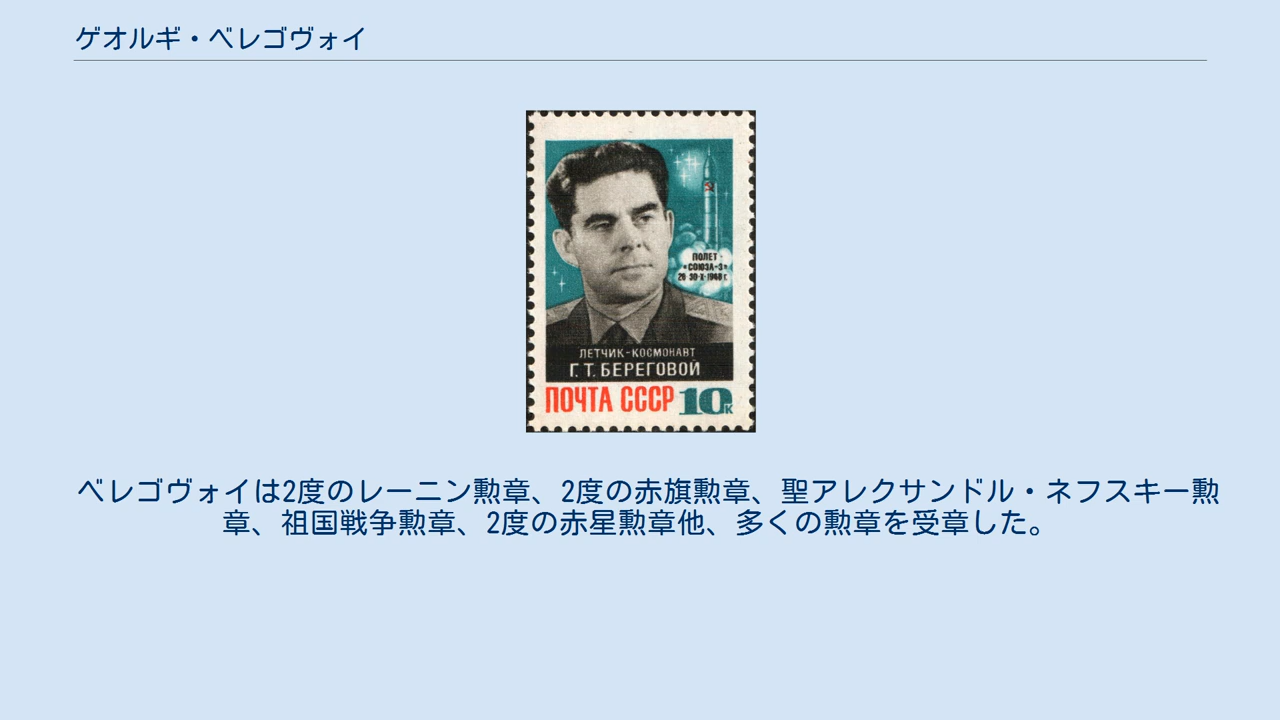 ゲオルギ・ベレゴヴォイ
ПОЛЕТ
«СОЮЗА-3»
26-30-X-1968 г.
ЛЕТЧИК-КОСМОНАВТ
Г. Т. БЕРЕГОВОЙ
ПОЧТА СССР 10к
ベレゴヴォイは2度のレーニン勲章、2度の赤旗勲章、聖アレクサンドル・ネフスキー勲
章、祖国戦争勲章、2度の赤星勲章他、多くの勲章を受章した。